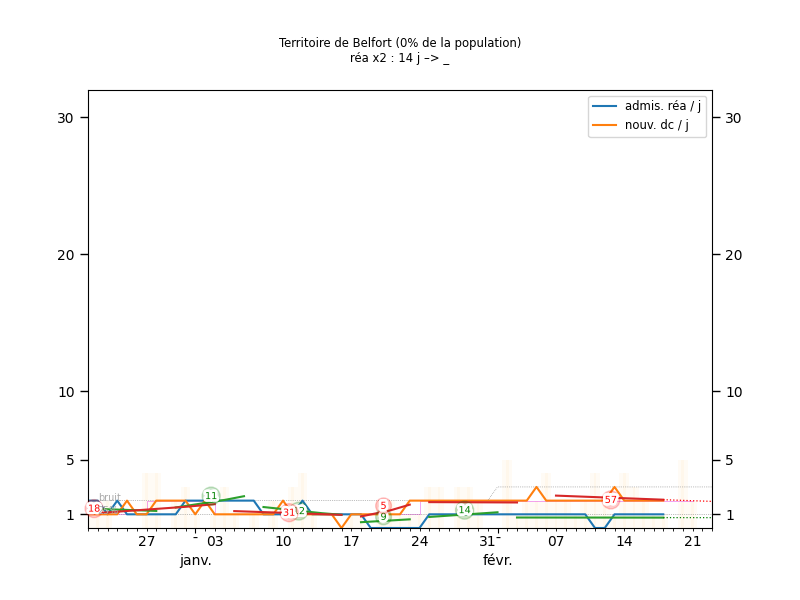 Territoire de Belfort (0% de la population)
réa x2 : 14 j –> _
admis. réa / j
nouv. dc / j
30 30
20 20
10 10
5 5
1 1
bruit
18 11 31 2 5 9 14 57
27 - 03 10 17 24 31 - 07 14 21
janv. févr.